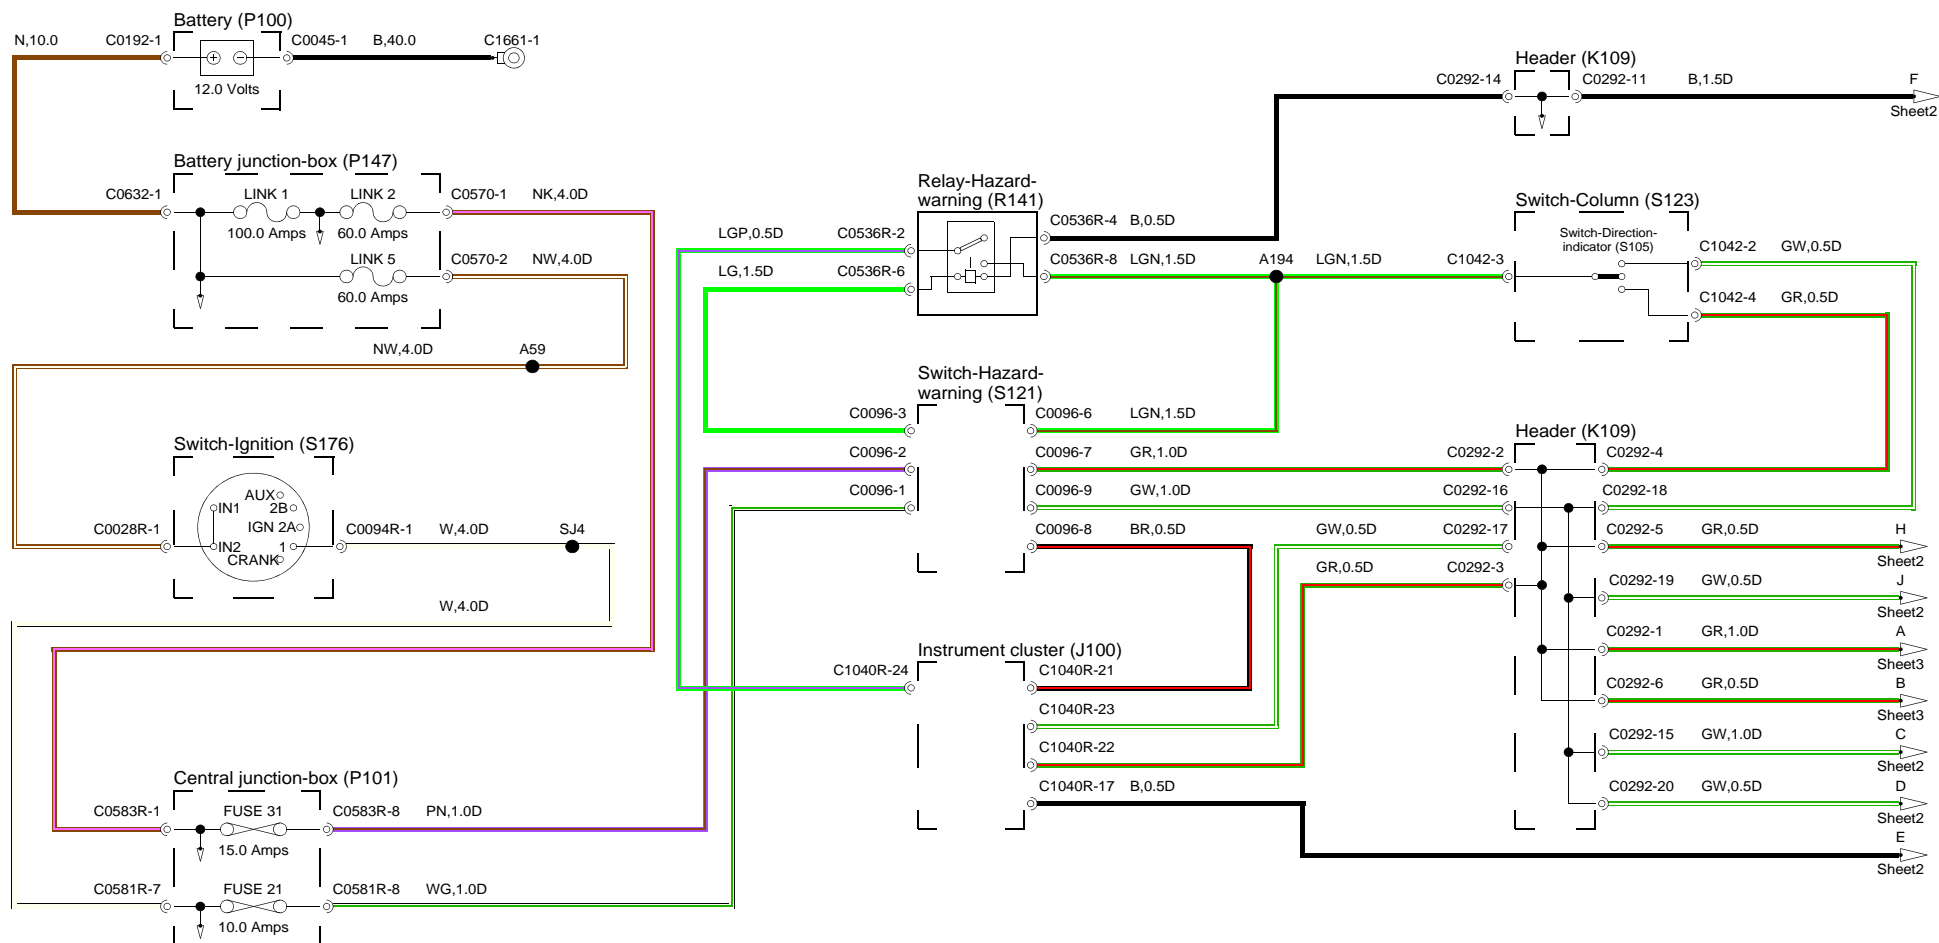 Battery (P100)
N,10.0
C0192-1
C0045-1
B,40.0
C1661-1
12.0 Volts
Battery junction-box (P147)
C0632-1
LINK 1
LINK 2
C0570-1
NK,4.0D
100.0 Amps
60.0 Amps
LINK 5
C0570-2
NW,4.0D
60.0 Amps
NW,4.0D
A59
Switch-Ignition (S176)
AUX
IN1
2B
IGN 2A
C0028R-1
IN2
1
CRANK
C0094R-1
W,4.0D
SJ4
W,4.0D
Central junction-box (P101)
C0583R-1
FUSE 31
C0583R-8
PN,1.0D
15.0 Amps
C0581R-7
FUSE 21
C0581R-8
WG,1.0D
10.0 Amps
Relay-Hazard-
warning (R141)
LGP,0.5D
C0536R-2
C0536R-4
B,0.5D
LG,1.5D
C0536R-6
C0536R-8
LGN,1.5D
A194
LGN,1.5D
Switch-Hazard-
warning (S121)
C0096-3
C0096-6
LGN,1.5D
C0096-2
C0096-7
GR,1.0D
C0096-1
C0096-9
GW,1.0D
C0096-8
BR,0.5D
Instrument cluster (J100)
C1040R-24
C1040R-21
C1040R-23
C1040R-22
C1040R-17
B,0.5D
Header (K109)
C0292-14
C0292-11
B,1.5D
F
Sheet2
Switch-Column (S123)
Switch-Direction-
indicator (S105)
C1042-3
C1042-2
GW,0.5D
C1042-4
GR,0.5D
Header (K109)
C0292-2
C0292-4
C0292-16
C0292-18
GW,0.5D
C0292-17
C0292-5
GR,0.5D
H
Sheet2
GR,0.5D
C0292-3
C0292-19
GW,0.5D
J
Sheet2
C0292-1
GR,1.0D
A
Sheet3
C0292-6
GR,0.5D
B
Sheet3
C0292-15
GW,1.0D
C
Sheet2
C0292-20
GW,0.5D
D
Sheet2
E
Sheet2